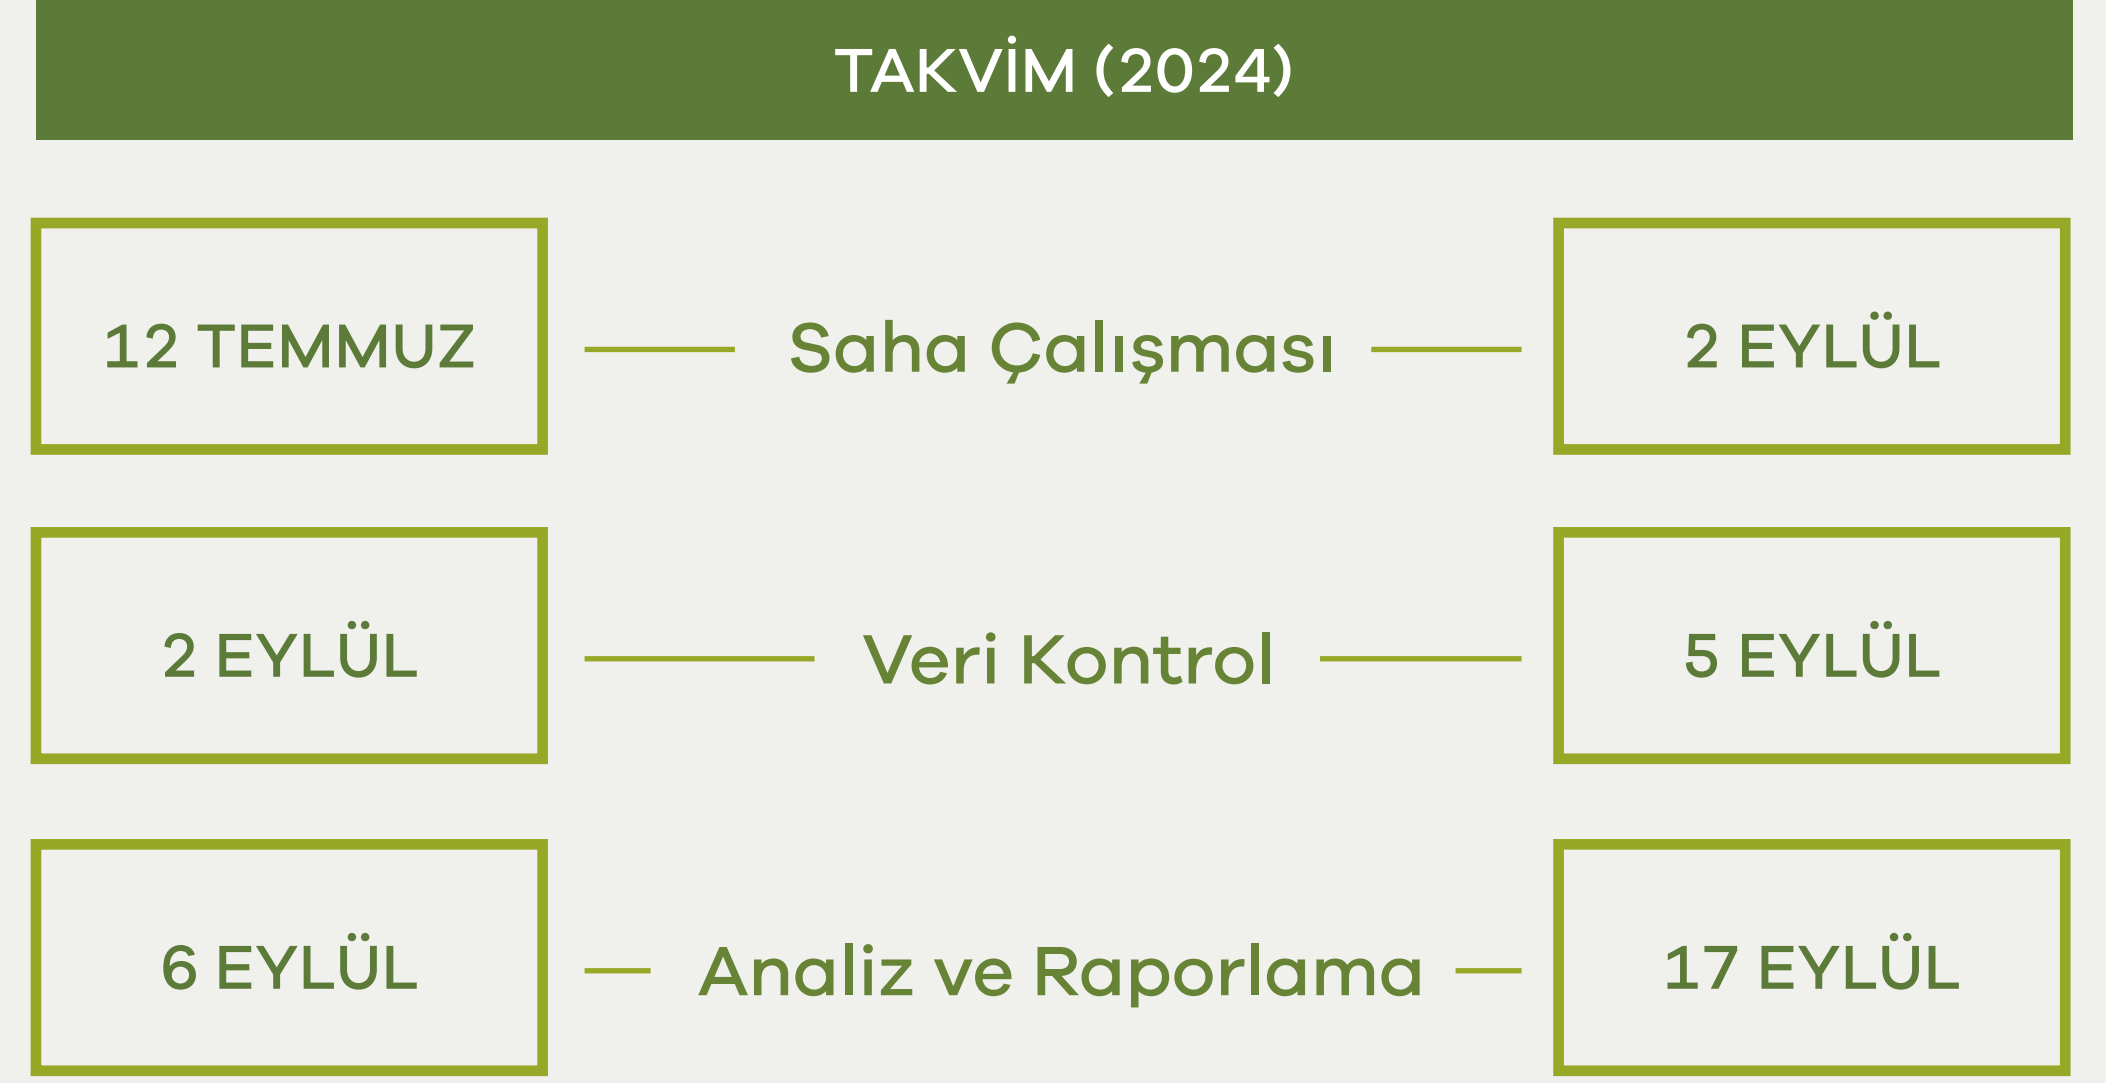 TAKVİM (2024)
12 TEMMUZ Saha Çalışması 2 EYLÜL
2 EYLÜL Veri Kontrol 5 EYLÜL
6 EYLÜL Analiz ve Raporlama 17 EYLÜL